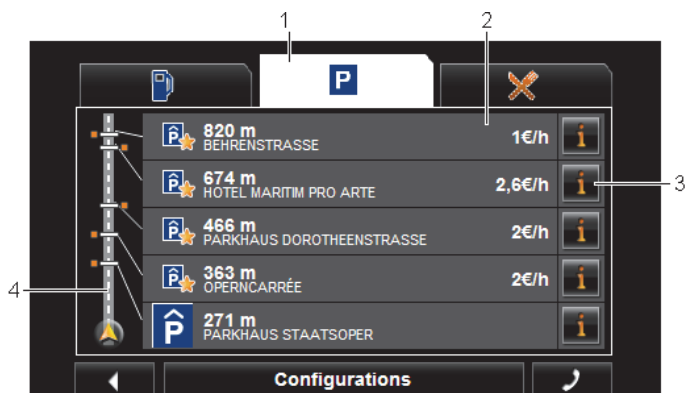 1
2
P
820 m
BEHRENSTRASSE
1€/h
i
674 m
HOTEL MARITIM PRO ARTE
2,6€/h
i
3
466 m
PARKHAUS DOROTHEENSTRASSE
2€/h
i
363 m
OPERNCARRÉE
2€/h
i
4
P
271 m
PARKHAUS STAATSOPER
i
Configurations